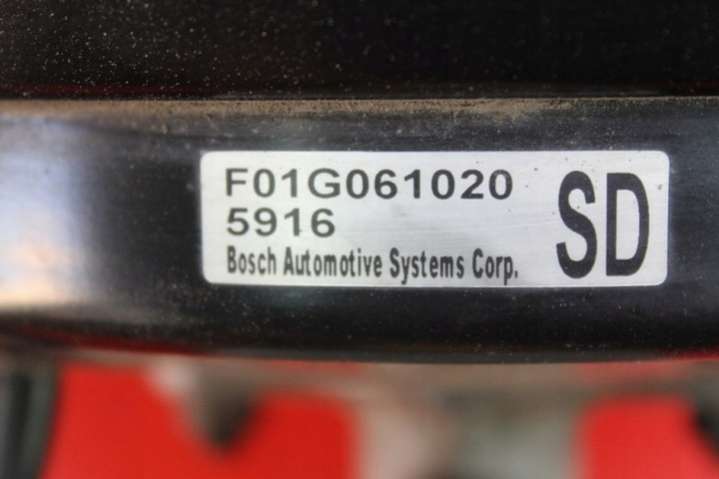 F01G061020
5916
Bosch Automotive Systems Corp.
SD